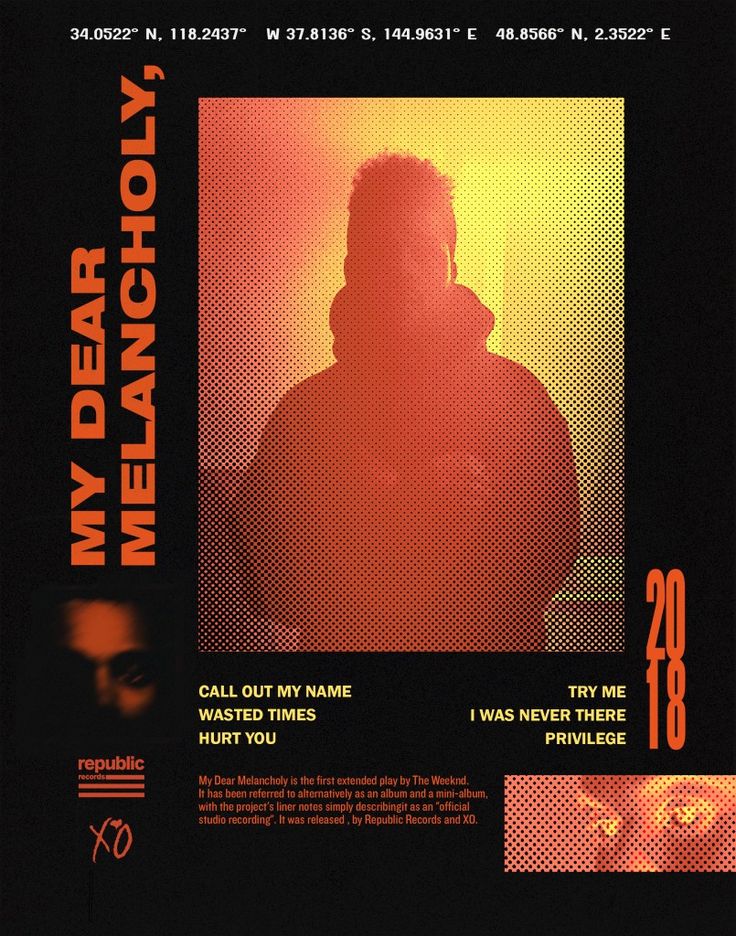 34.0522° N, 118.2437° W 37.8136° S, 144.9631° E 48.8566° N, 2.3522° E
MY DEAR
MELANCHOLY,
20
18
CALL OUT MY NAME
WASTED TIMES
HURT YOU
TRY ME
I WAS NEVER THERE
PRIVILEGE
republic
records
XO
My Dear Melancholy is the first extended play by The Weeknd.
It has been referred to alternatively as an album and a mini-album,
with the project's liner notes simply describingit as an "official
studio recording". It was released , by Republic Records and XO.